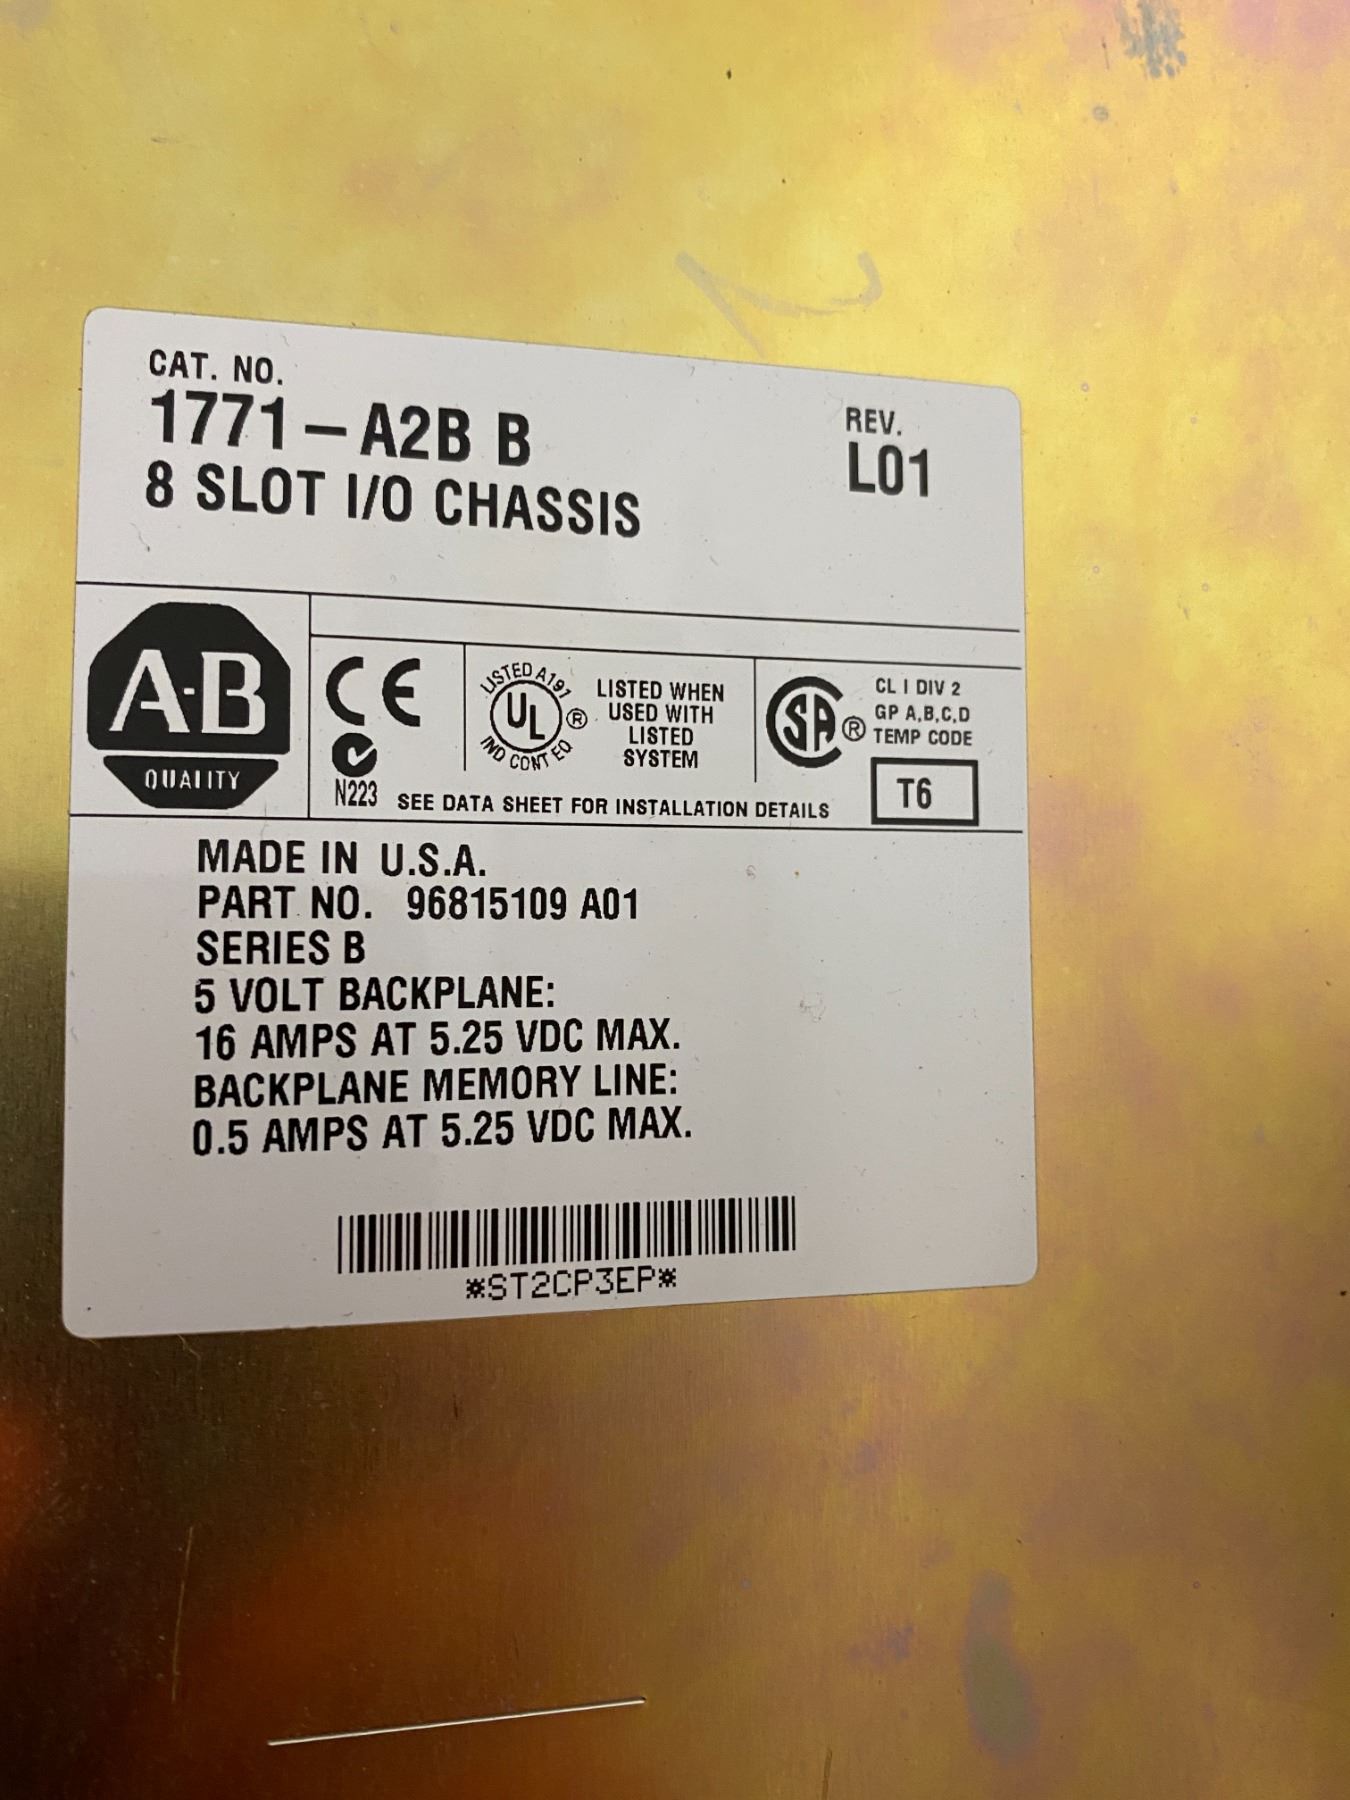 CAT. NO.
1771-A2B B
8 SLOT I/O CHASSIS
REV.
L01
A-B
QUALITY
CE
N223
LISTED A197
UL
®
IND CONT EQ
LISTED WHEN
USED WITH
LISTED
SYSTEM
SA ®
CL I DIV 2
GP A,B,C,D
TEMP CODE
T6
SEE DATA SHEET FOR INSTALLATION DETAILS
MADE IN U.S.A.
PART NO. 96815109 A01
SERIES B
5 VOLT BACKPLANE:
16 AMPS AT 5.25 VDC MAX.
BACKPLANE MEMORY LINE:
0.5 AMPS AT 5.25 VDC MAX.
*ST2CP3EP*